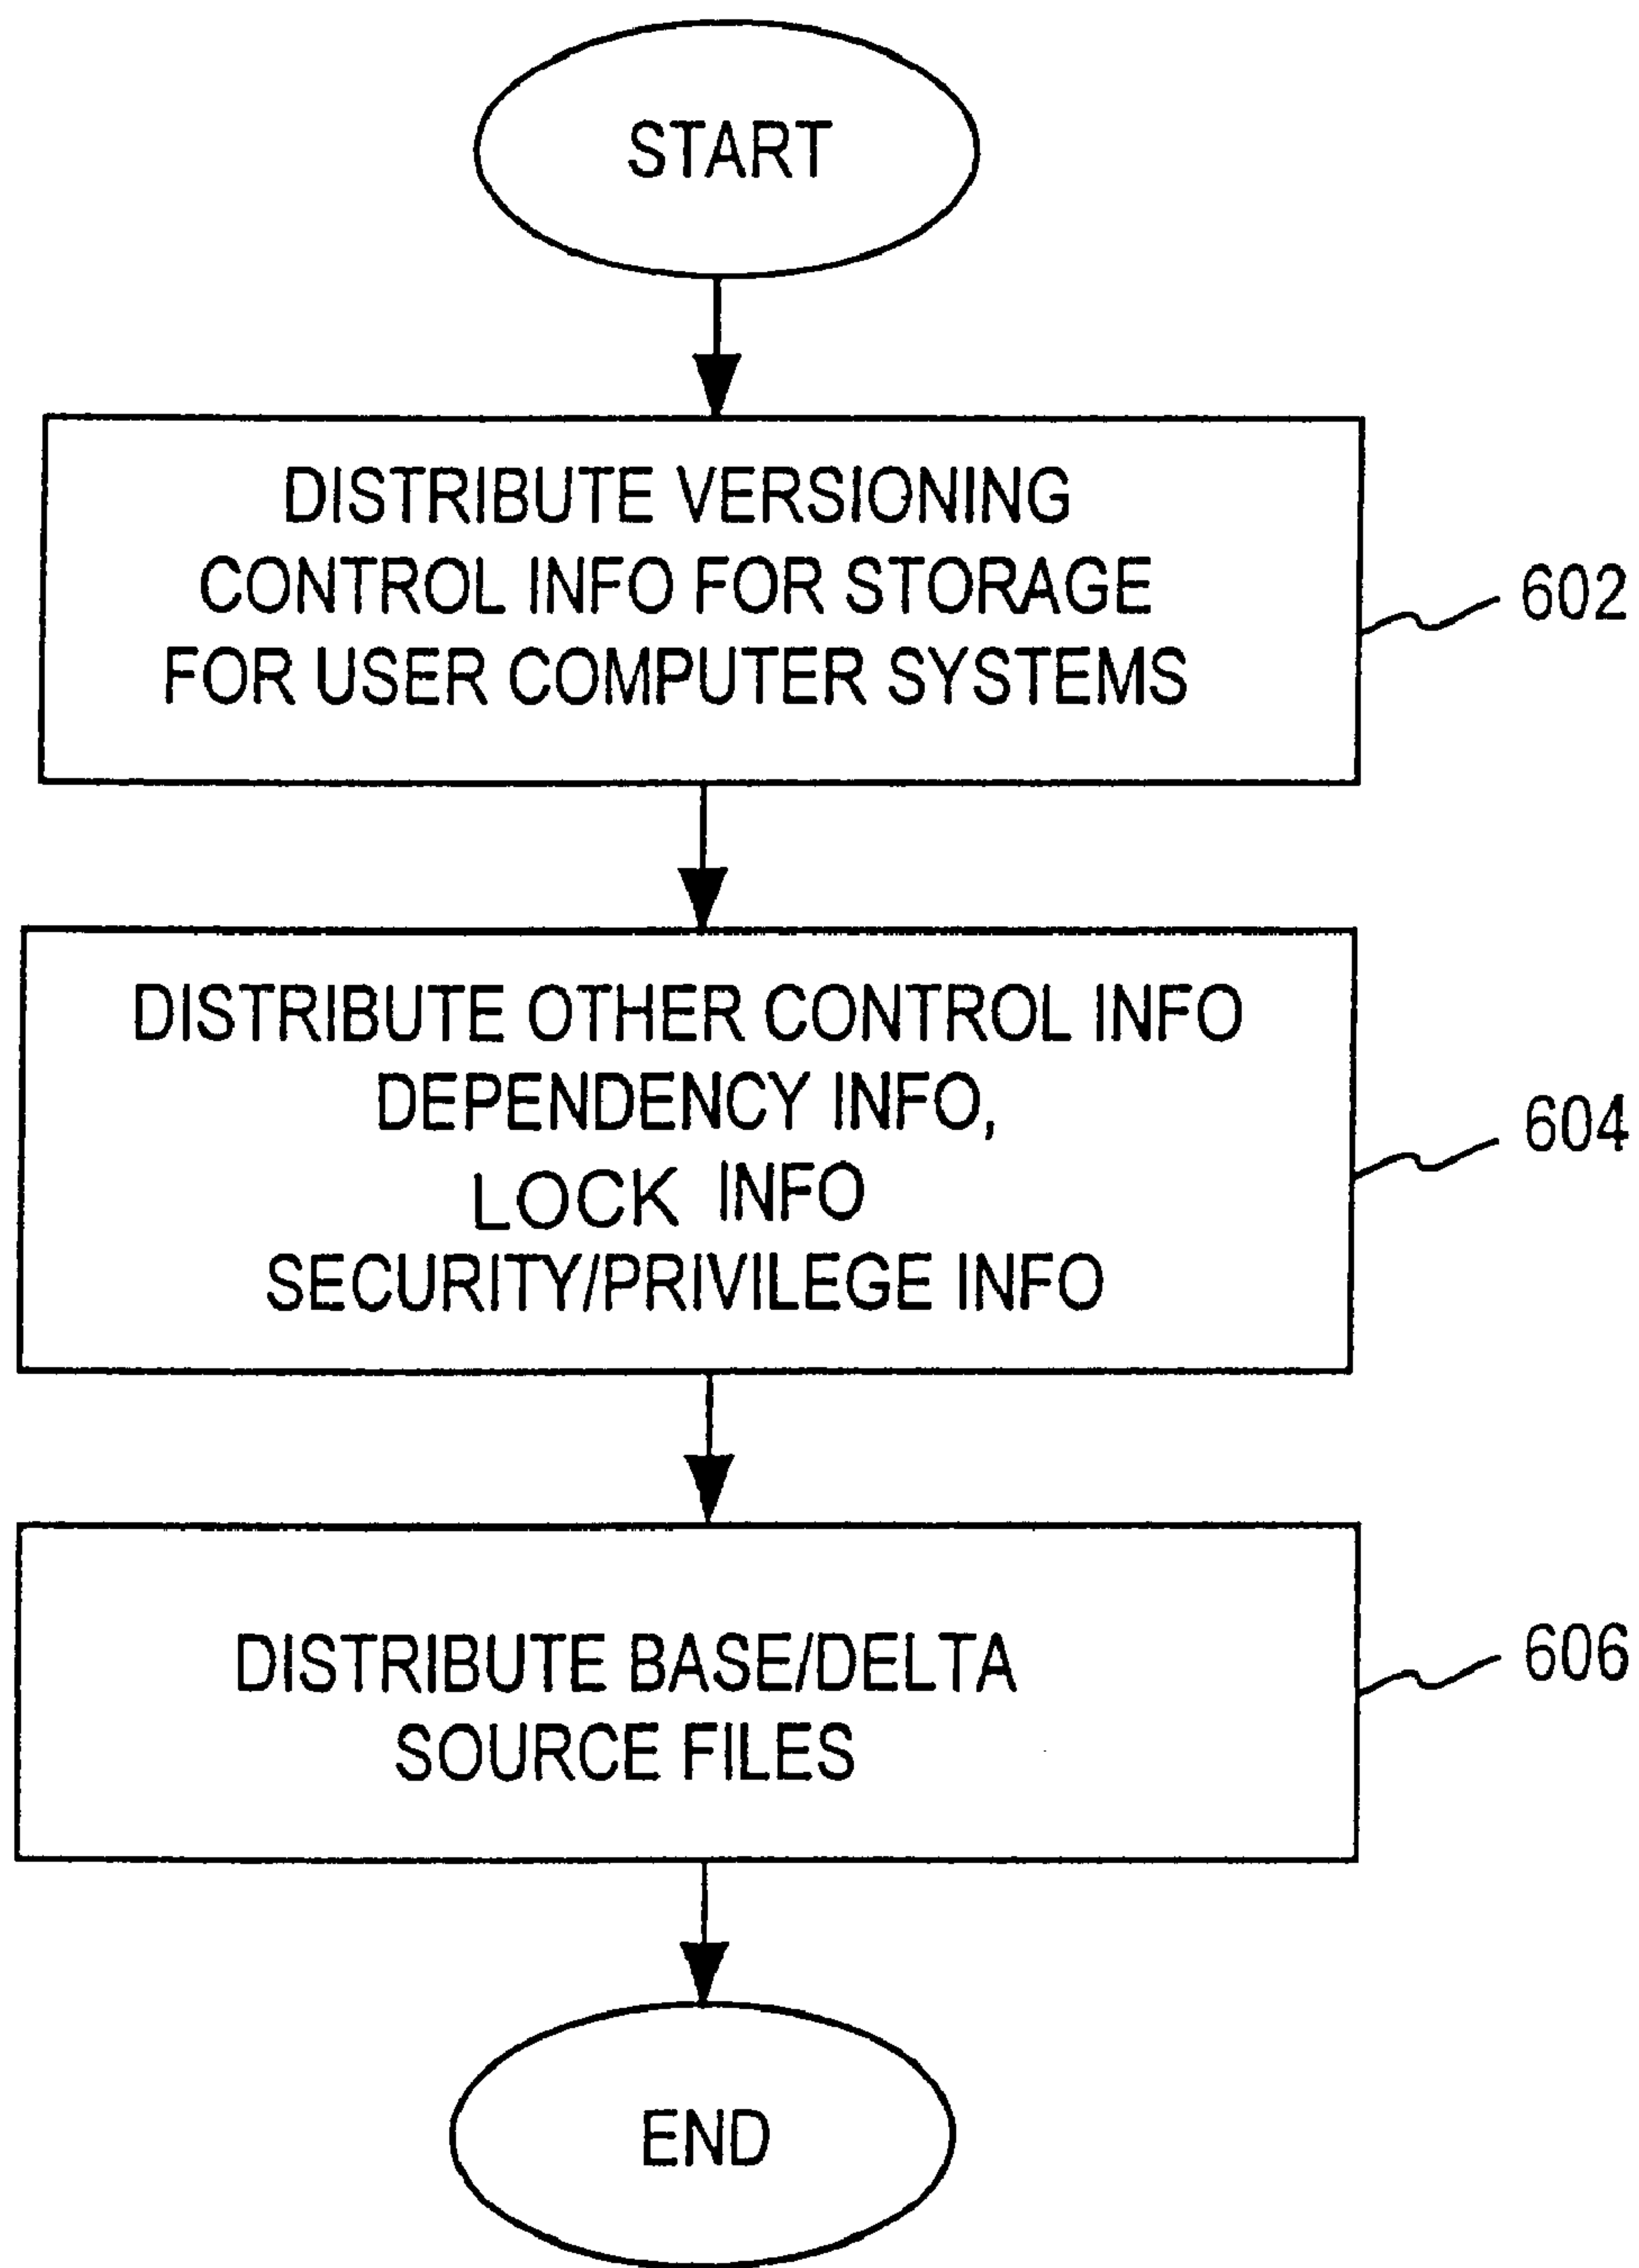 START
DISTRIBUTE VERSIONING
CONTROL INFO FOR STORAGE
FOR USER COMPUTER SYSTEMS
602
DISTRIBUTE OTHER CONTROL INFO
DEPENDENCY INFO,
LOCK INFO
SECURITY/PRIVILEGE INFO
604
DISTRIBUTE BASE/DELTA
SOURCE FILES
606
END